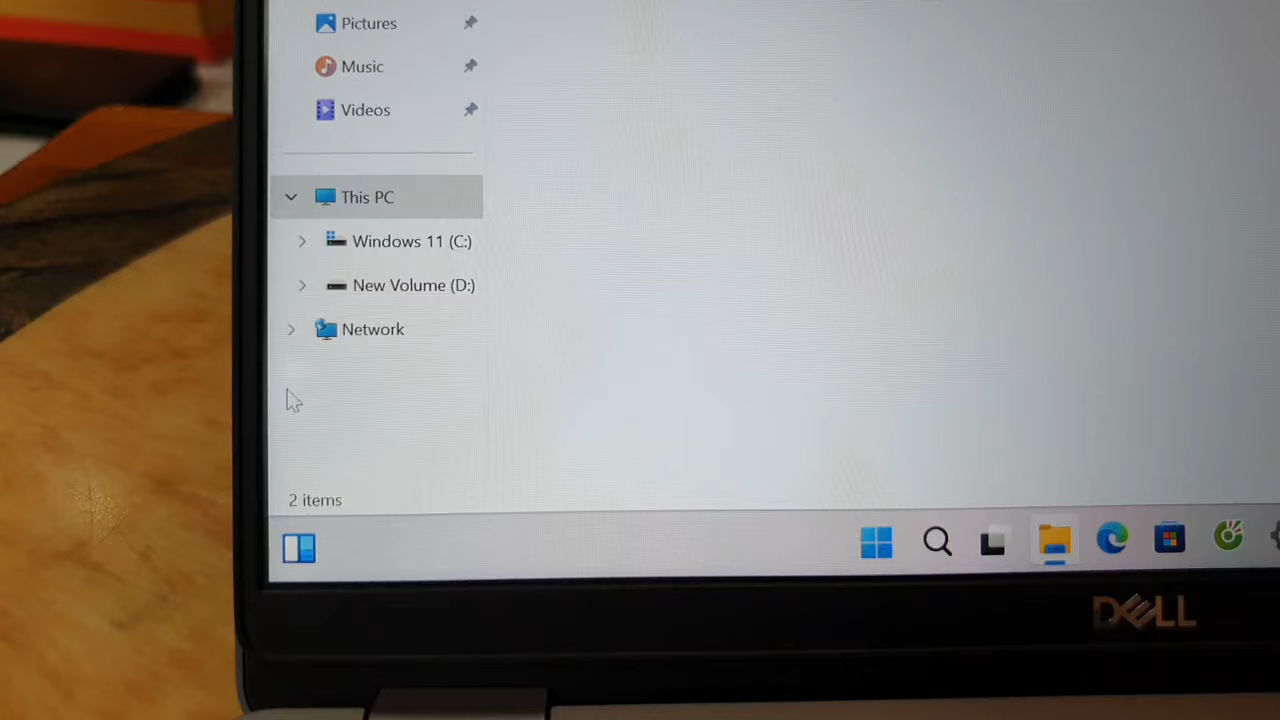 Pictures
Music
Videos
This PC
Windows 11 (C:)
New Volume (D:)
Network
2 items
DELL